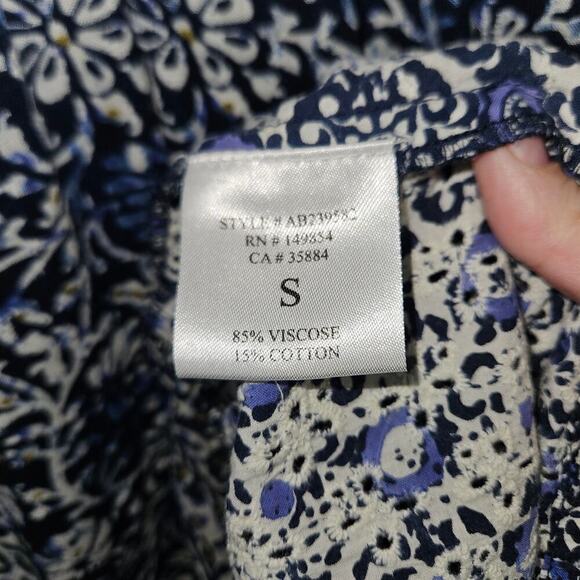 STYLE # AB239582
RN # 149854
CA # 35884
S
85% VISCOSE
15% COTTON